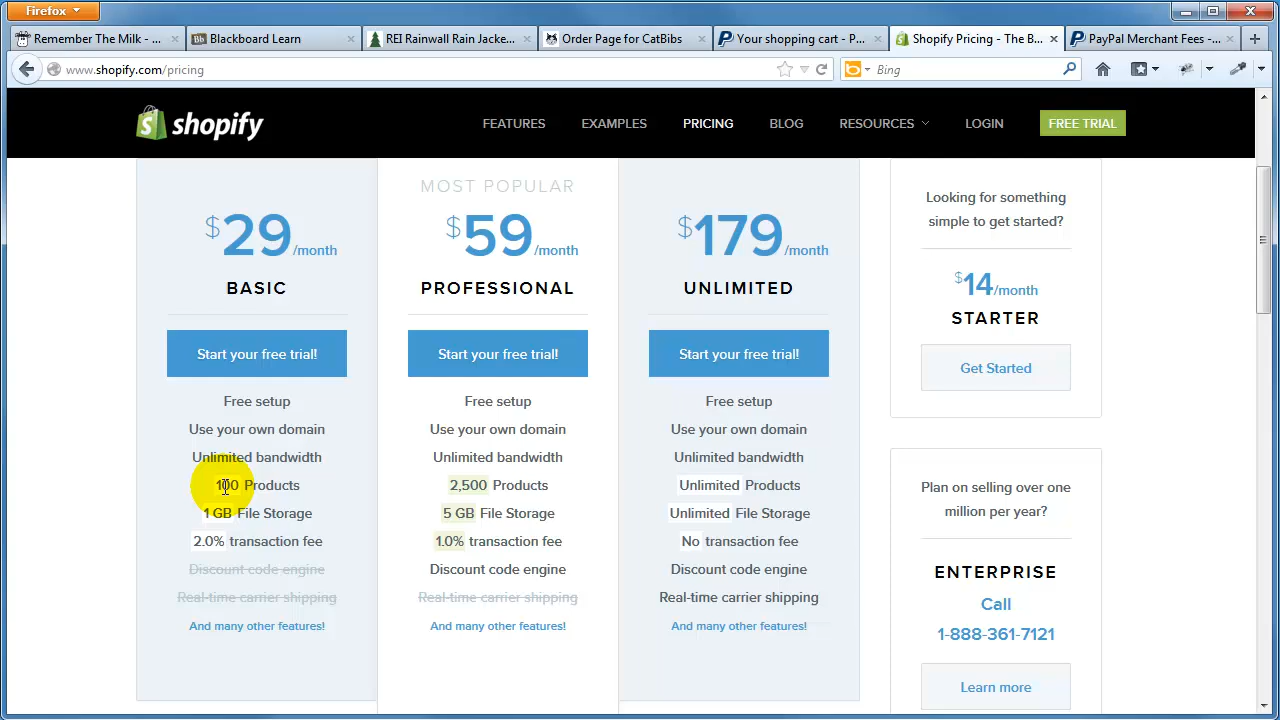 Firefox
Remember The Milk - ...
Blackboard Learn
REI Rainwall Rain Jacke...
Order Page for CatBibs
Your shopping cart - P...
Shopify Pricing - The B...
PayPal Merchant Fees -...
www.shopify.com/pricing
Bing
shopify
FEATURES
EXAMPLES
PRICING
BLOG
RESOURCES
LOGIN
FREE TRIAL
$29/month
BASIC
Start your free trial!
Free setup
Use your own domain
Unlimited bandwidth
100 Products
1 GB File Storage
2.0% transaction fee
Discount code engine
Real-time carrier shipping
And many other features!
MOST POPULAR
$59/month
PROFESSIONAL
Start your free trial!
Free setup
Use your own domain
Unlimited bandwidth
2,500 Products
5 GB File Storage
1.0% transaction fee
Discount code engine
Real-time carrier shipping
And many other features!
$179/month
UNLIMITED
Start your free trial!
Free setup
Use your own domain
Unlimited bandwidth
Unlimited Products
Unlimited File Storage
No transaction fee
Discount code engine
Real-time carrier shipping
And many other features!
Looking for something
simple to get started?
$14/month
STARTER
Get Started
Plan on selling over one
million per year?
ENTERPRISE
Call
1-888-361-7121
Learn more